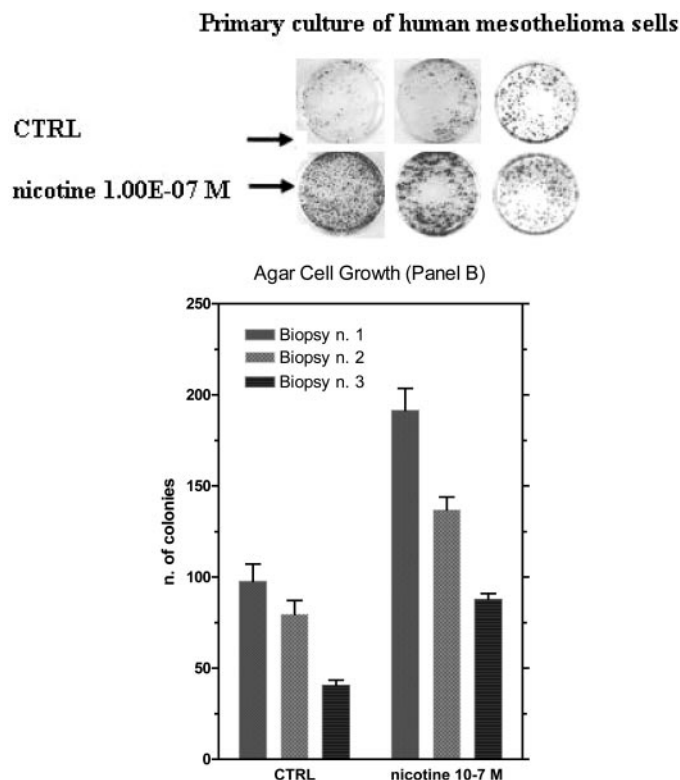 Primary culture of human mesothelioma sells
CTRL
nicotine 1.00E-07 M
Agar Cell Growth (Panel B)
250
200
150
100
50
0
n. of colonies
Biopsy n. 1
Biopsy n. 2
Biopsy n. 3
CTRL
nicotine 10-7 M